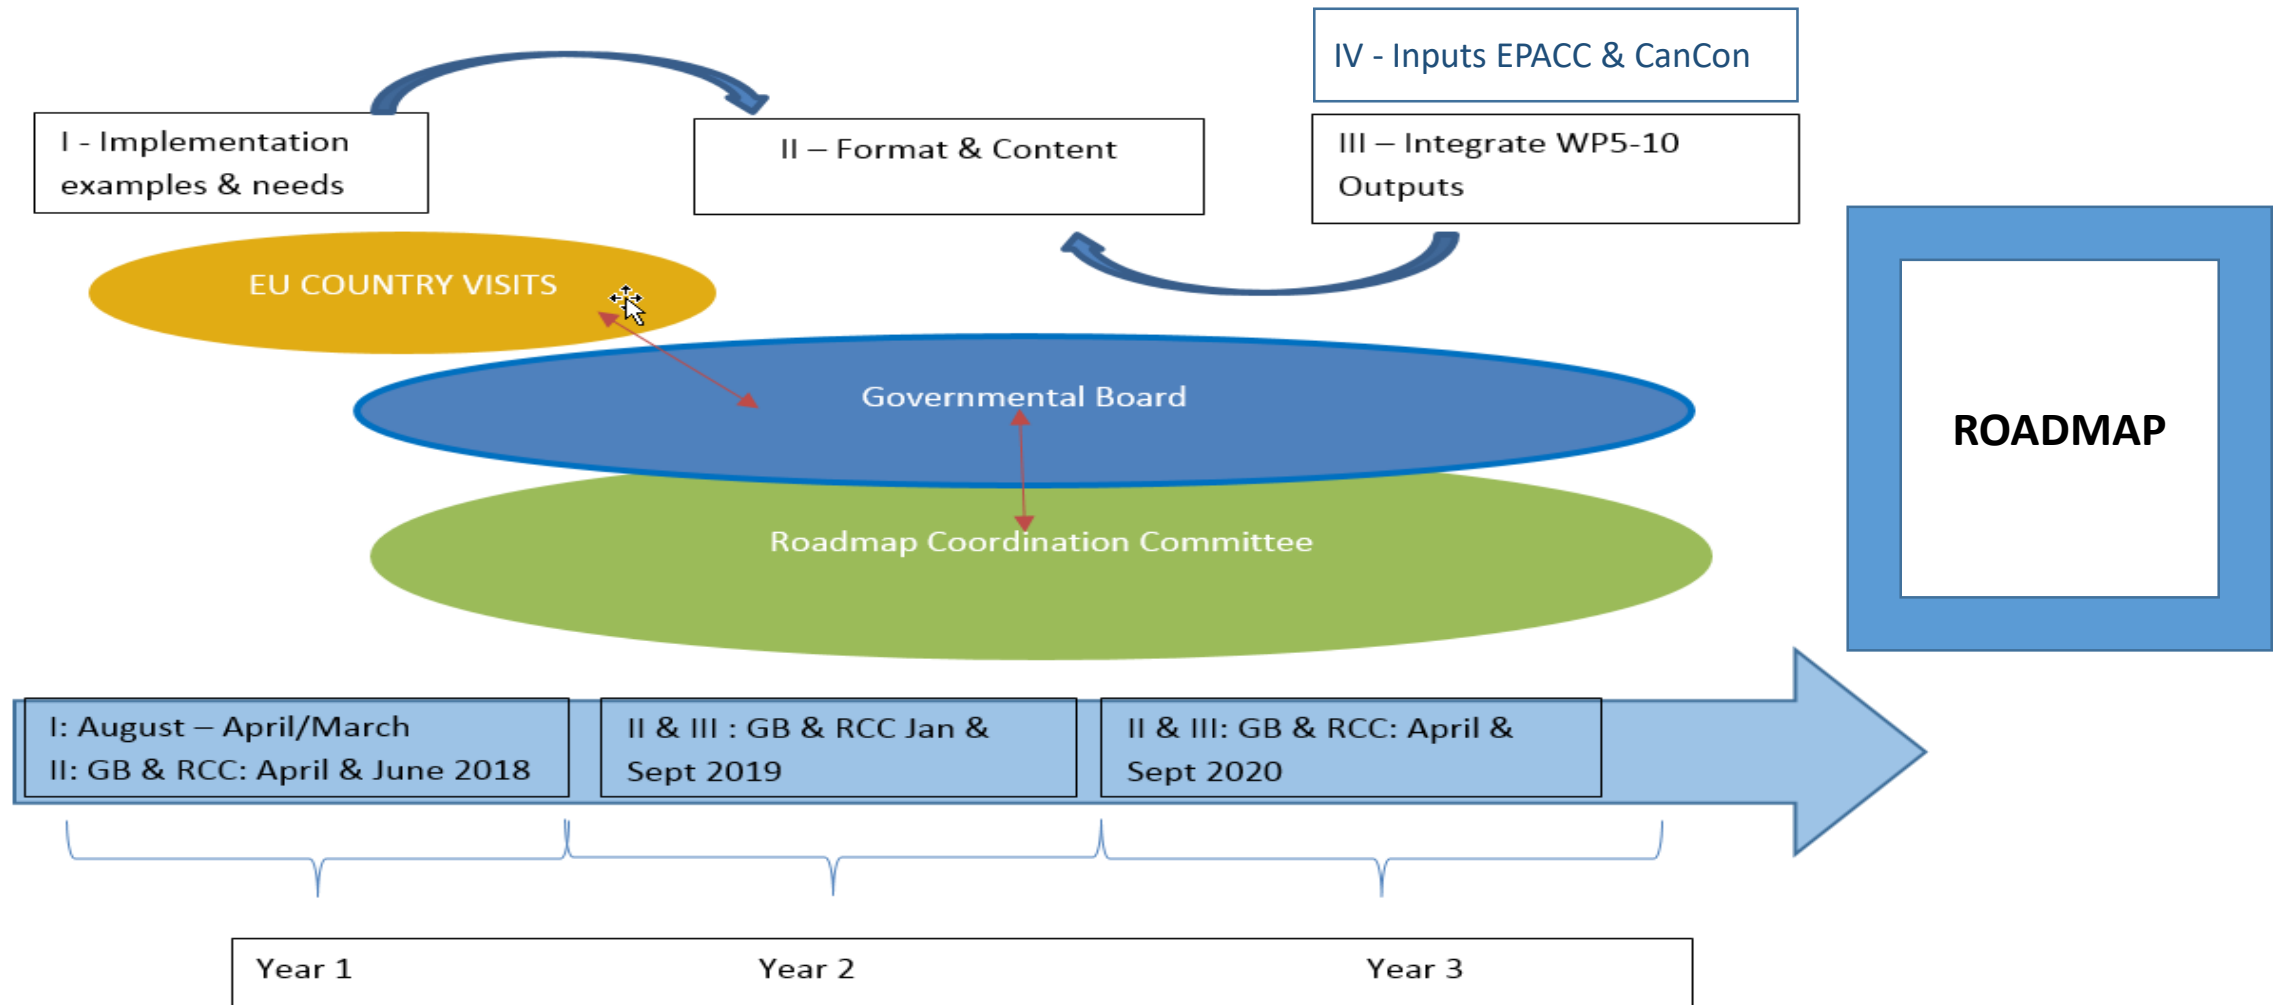 IV - Inputs EPACC & CanCon
I - Implementation
examples & needs
II – Format & Content
III – Integrate WP5-10
Outputs
EU COUNTRY VISITS
Governmental Board
ROADMAP
Roadmap Coordination Committee
I: August – April/March
II: GB & RCC: April & June 2018
II & III : GB & RCC Jan &
Sept 2019
II & III: GB & RCC: April &
Sept 2020
Year 1
Year 2
Year 3